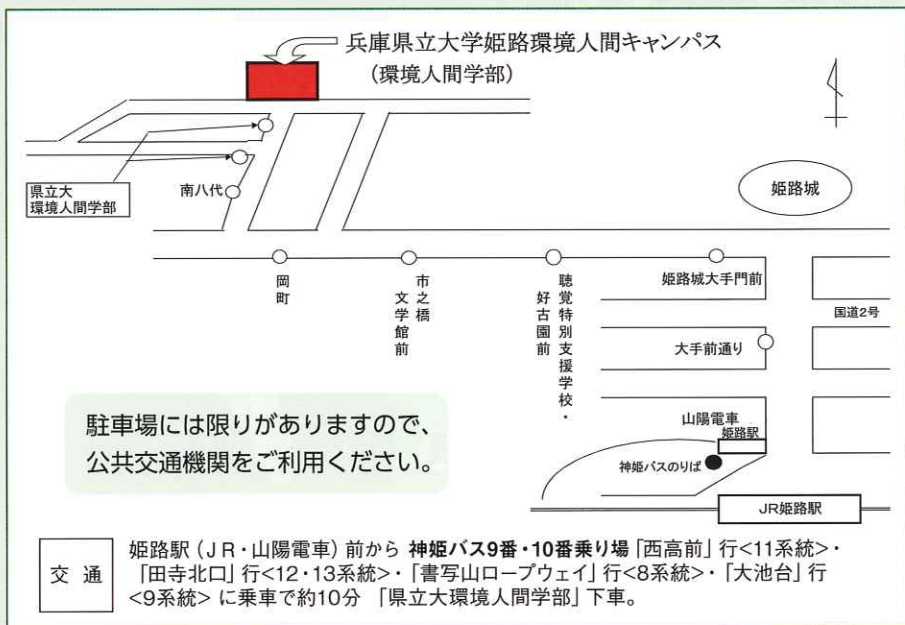 兵庫県立大学姫路環境人間キャンパス
(環境人間学部)
県立大
環境人間学部
南八代
姫路城
岡町
市之橋
文学館前
聴覚特別支援学校・
好古園前
姫路城大手門前
国道2号
大手前通り
山陽電車
姫路駅
神姫バスのりば
JR姫路駅
駐車場には限りがありますので、
公共交通機関をご利用ください。
交 通
姫路駅(JR・山陽電車)前から 神姫バス9番・10番乗り場「西高前」行<11系統>・
「田寺北口」行<12・13系統>・「書写山ロープウェイ」行<8系統>・「大池台」行
<9系統> に乗車で約10分 「県立大環境人間学部」下車。